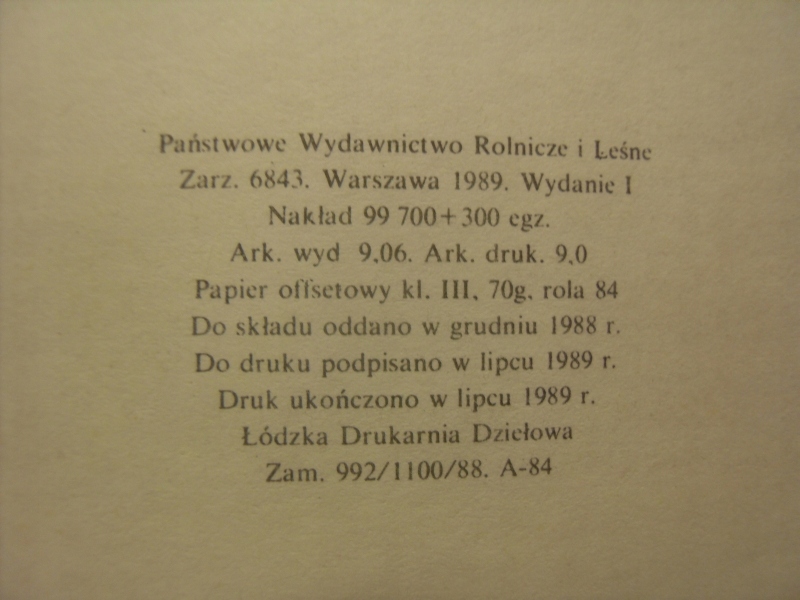 Państwowe Wydawnictwo Rolnicze i Leśne
Zarz. 6843. Warszawa 1989. Wydanie I
Nakład 99 700+300 egz.
Ark. wyd 9,06. Ark. druk. 9,0
Papier offsetowy kl. III, 70g, rola 84
Do składu oddano w grudniu 1988 r.
Do druku podpisano w lipcu 1989 r.
Druk ukończono w lipcu 1989 r.
Łódzka Drukarnia Dziełowa
Zam. 992/1100/88. A-84